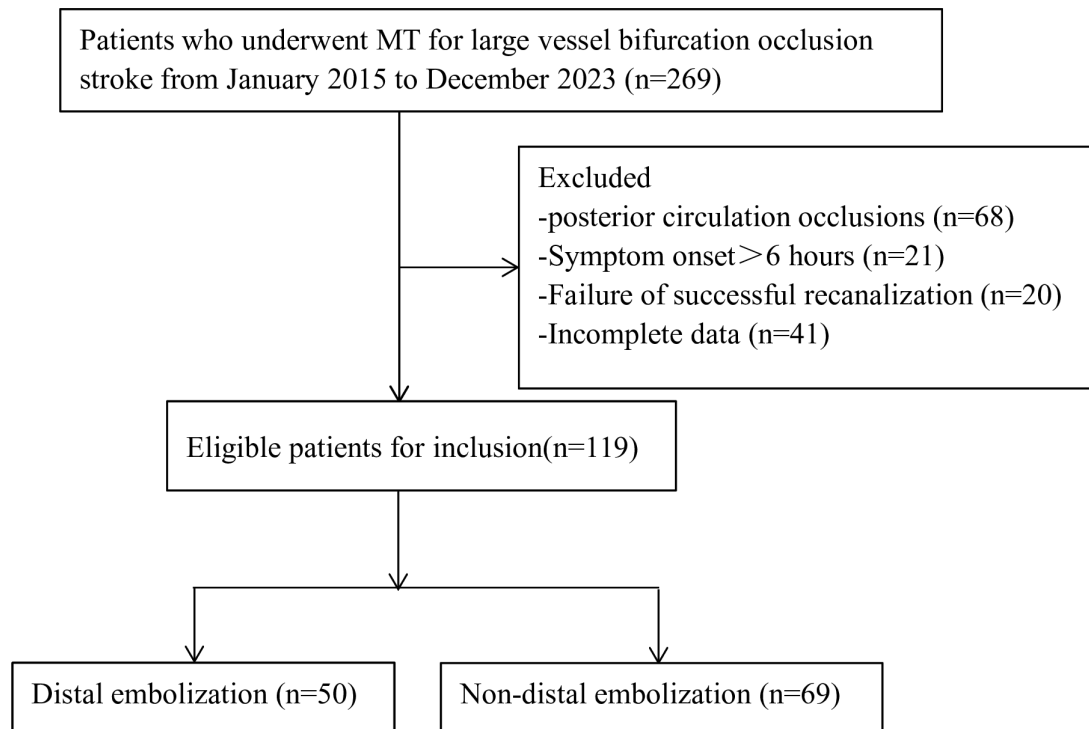 Patients who underwent MT for large vessel bifurcation occlusion
stroke from January 2015 to December 2023 (n=269)
Excluded
-posterior circulation occlusions (n=68)
-Symptom onset＞6 hours (n=21)
-Failure of successful recanalization (n=20)
-Incomplete data (n=41)
Eligible patients for inclusion(n=119)
Distal embolization (n=50)
Non-distal embolization (n=69)